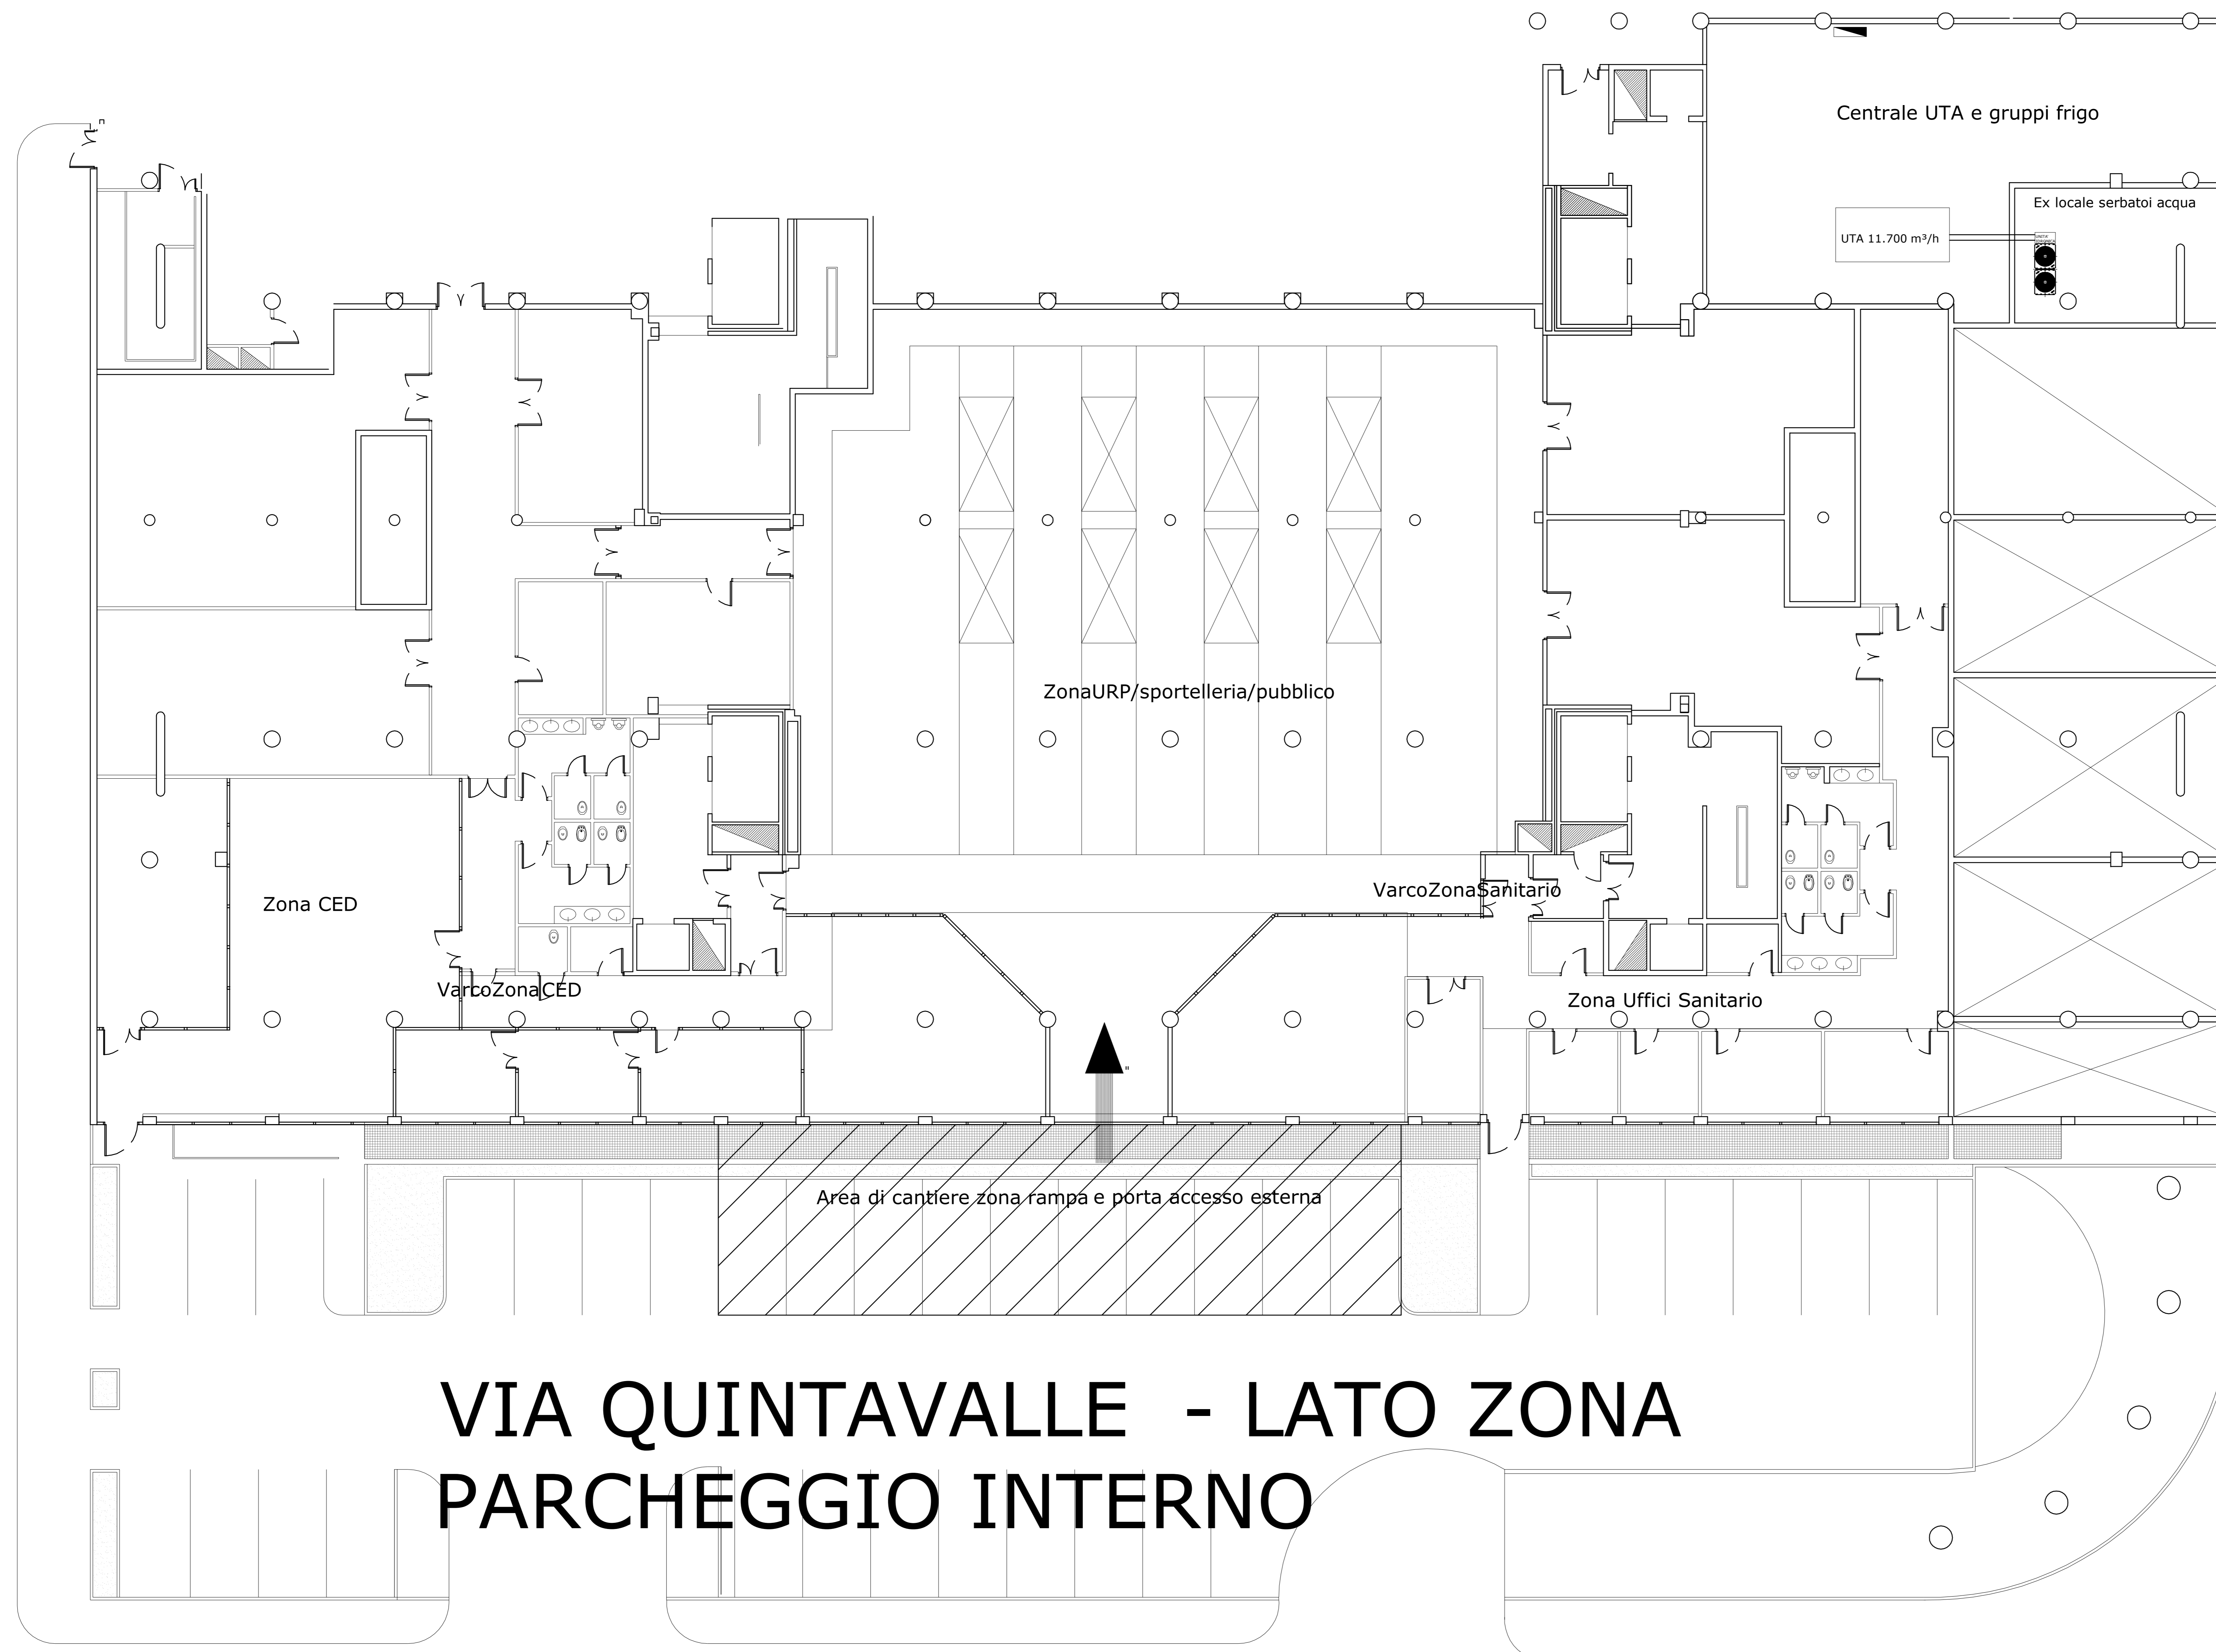 Centrale UTA e gruppi frigo
Ex locale serbatoi acqua
UTA 11.700 m³/h
ZonaURP/sportelleria/pubblico
VarcoZonaSanitario
Zona CED
VarcoZonaCED
Zona Uffici Sanitario
Area di cantiere zona rampa e porta accesso esterna
VIA QUINTAVALLE - LATO ZONA
PARCHEGGIO INTERNO